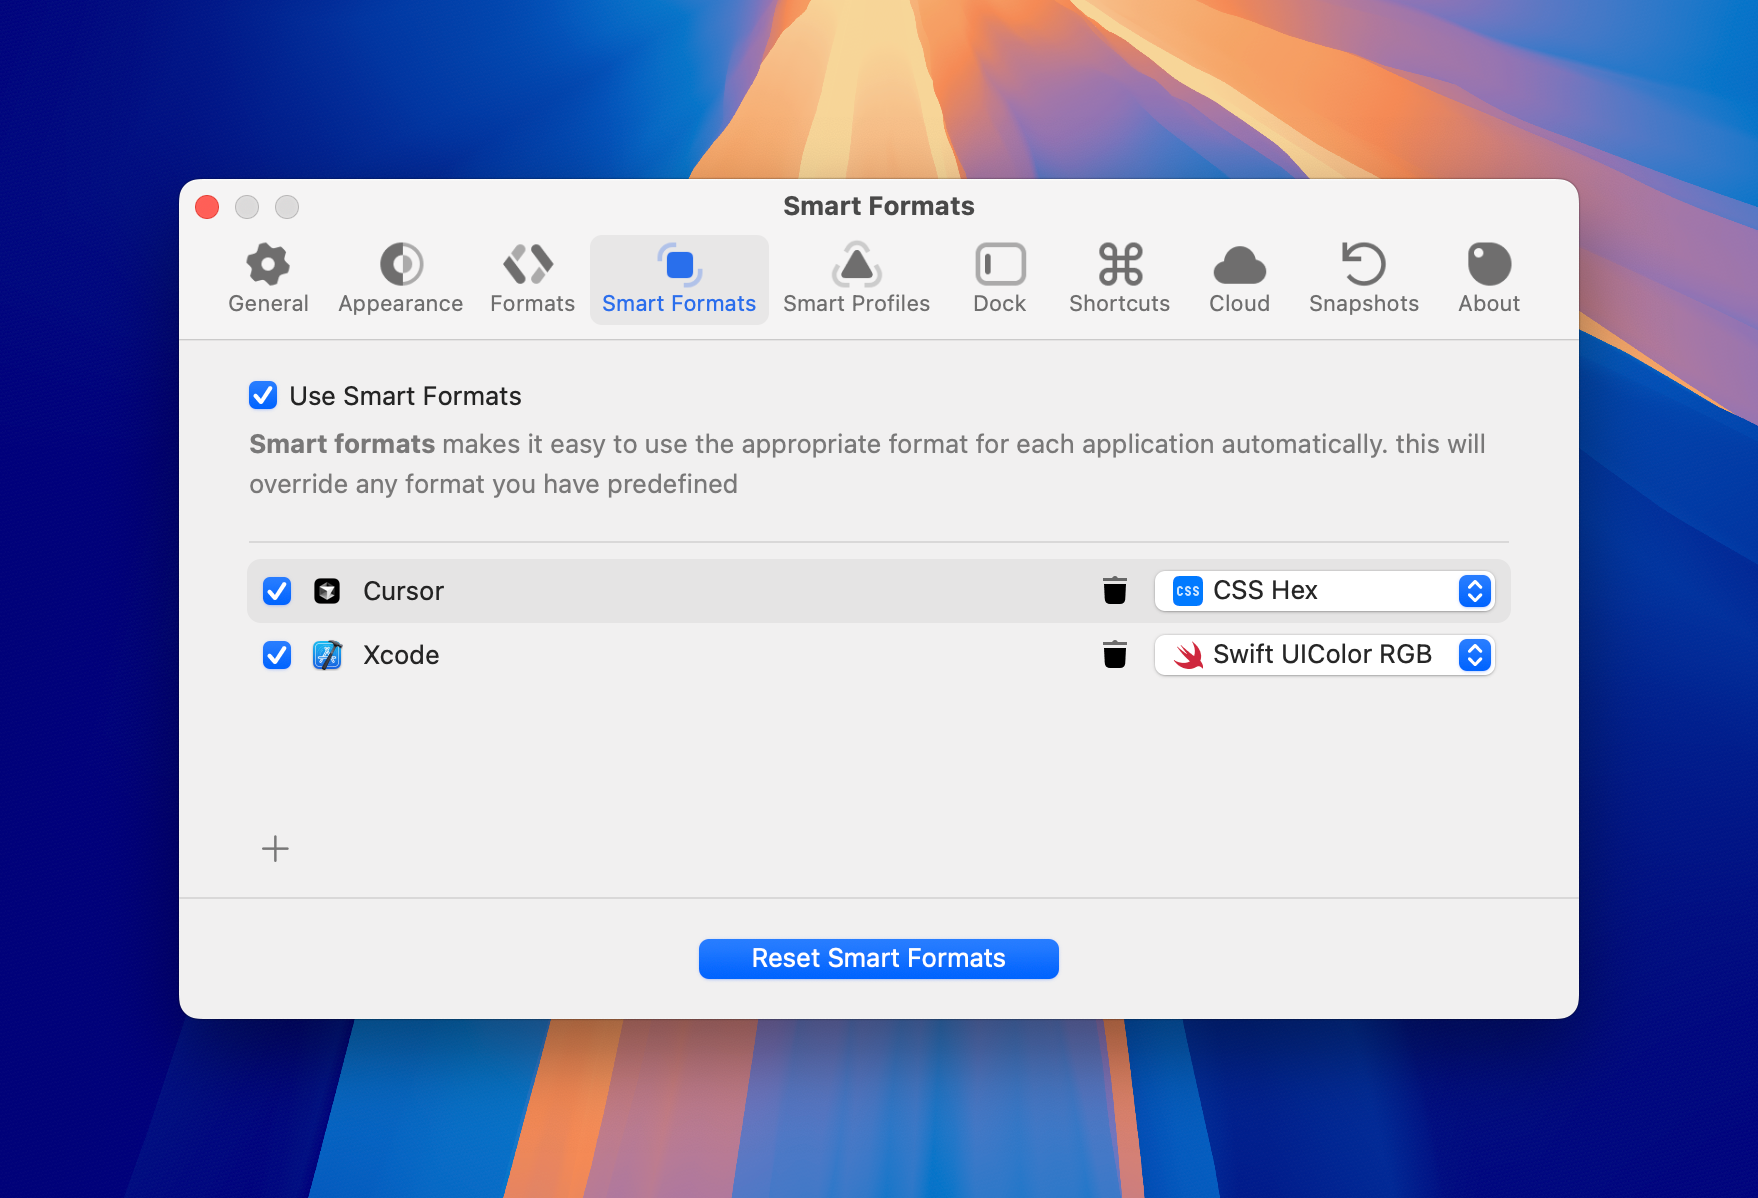 Smart Formats
General
Appearance
Formats
Smart Formats
Smart Profiles
Dock
Shortcuts
Cloud
Snapshots
About
Use Smart Formats
Smart formats makes it easy to use the appropriate format for each application automatically. this will
override any format you have predefined
Cursor
CSS
CSS Hex
Xcode
Swift UIColor RGB
Reset Smart Formats